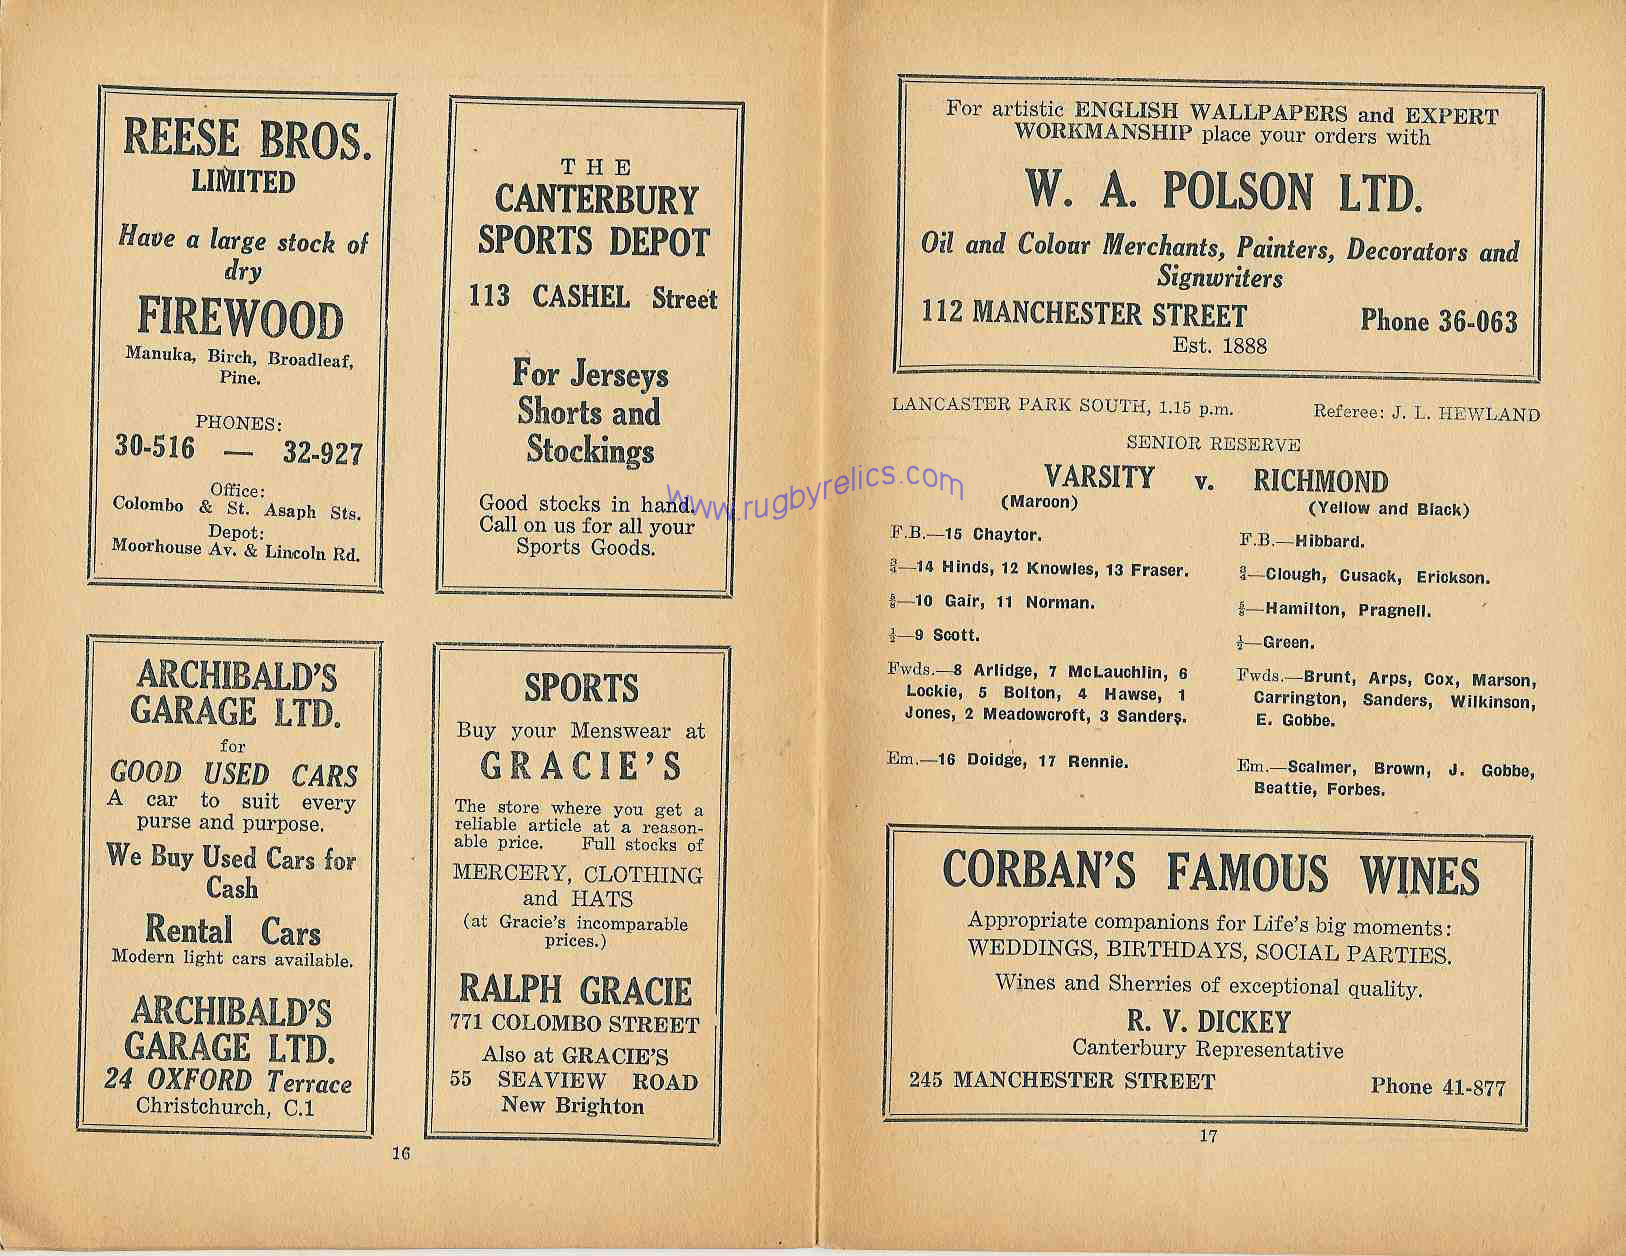 REESE BROS.
LIMITED
Have a large stock of
dry
FIREWOOD
Manuka, Birch, Broadleaf,
Pine.
PHONES:
30-516 — 32-927
Office:
Colombo & St. Asaph Sts.
Depot:
Moorhouse Av. & Lincoln Rd.
THE
CANTERBURY
SPORTS DEPOT
113 CASHEL Street
For Jerseys
Shorts and
Stockings
Good stocks in hand.
Call on us for all your
Sports Goods.
ARCHIBALD'S
GARAGE LTD.
for
GOOD USED CARS
A car to suit every
purse and purpose.
We Buy Used Cars for
Cash
Rental Cars
Modern light cars available.
ARCHIBALD'S
GARAGE LTD.
24 OXFORD Terrace
Christchurch, C.1
SPORTS
Buy your Menswear at
GRACIE'S
The store where you get a
reliable article at a reason-
able price. Full stocks of
MERCERY, CLOTHING
and HATS
(at Gracie's incomparable
prices.)
RALPH GRACIE
771 COLOMBO STREET
Also at GRACIE'S
55 SEAVIEW ROAD
New Brighton
16
For artistic ENGLISH WALLPAPERS and EXPERT
WORKMANSHIP place your orders with
W. A. POLSON LTD.
Oil and Colour Merchants, Painters, Decorators and
Signwriters
112 MANCHESTER STREET Phone 36-063
Est. 1888
LANCASTER PARK SOUTH, 1.15 p.m. Referee: J. L. HEWLAND
SENIOR RESERVE
VARSITY v. RICHMOND
(Maroon) (Yellow and Black)
F.B.—15 Chaytor.
¾—14 Hinds, 12 Knowles, 13 Fraser.
⅝—10 Gair, 11 Norman.
½—9 Scott.
Fwds.—8 Arlidge, 7 McLauchlin, 6
Lockie, 5 Bolton, 4 Hawse, 1
Jones, 2 Meadowcroft, 3 Sanders.
Em.—16 Doidge, 17 Rennie.
F.B.—Hibbard.
¾—Clough, Cusack, Erickson.
⅝—Hamilton, Pragnell.
½—Green.
Fwds.—Brunt, Arps, Cox, Marson,
Carrington, Sanders, Wilkinson,
E. Gobbe.
Em.—Scalmer, Brown, J. Gobbe,
Beattie, Forbes.
CORBAN'S FAMOUS WINES
Appropriate companions for Life's big moments:
WEDDINGS, BIRTHDAYS, SOCIAL PARTIES.
Wines and Sherries of exceptional quality.
R. V. DICKEY
Canterbury Representative
245 MANCHESTER STREET Phone 41-877
17
www.rugbyrelics.com